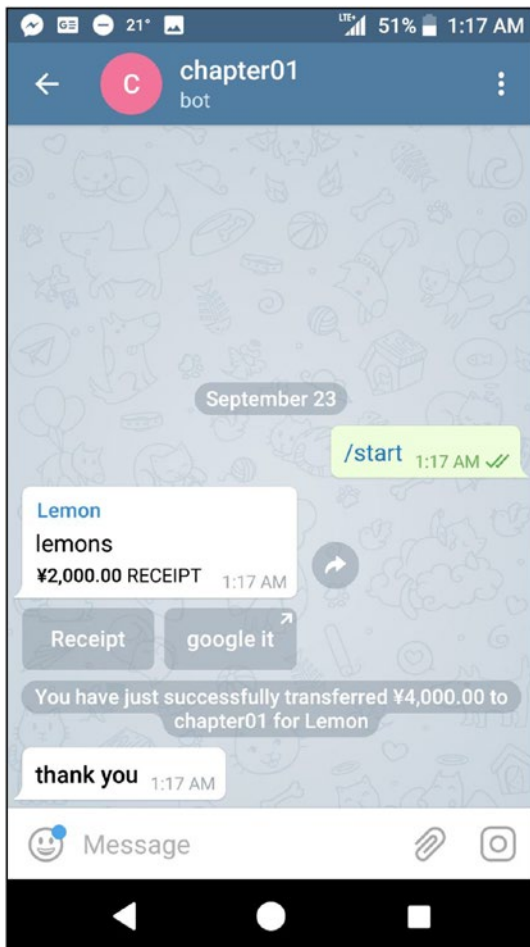 GE 21° LTE+ 51% 1:17 AM
C chapter01
bot
September 23
/start 1:17 AM
Lemon
lemons
¥2,000.00 RECEIPT 1:17 AM
Receipt google it
You have just successfully transferred ¥4,000.00 to
chapter01 for Lemon
thank you 1:17 AM
Message